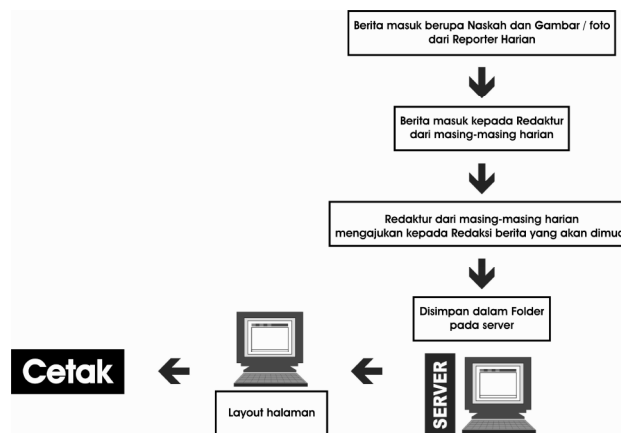 Berita masuk berupa Naskah dan Gambar / foto
dari Reporter Harian
Berita masuk kepada Redaktur
dari masing-masing harian
Redaktur dari masing-masing harian
mengajukan kepada Redaksi berita yang akan dimua
Disimpan dalam Folder
pada server
SERVER
Layout halaman
Cetak